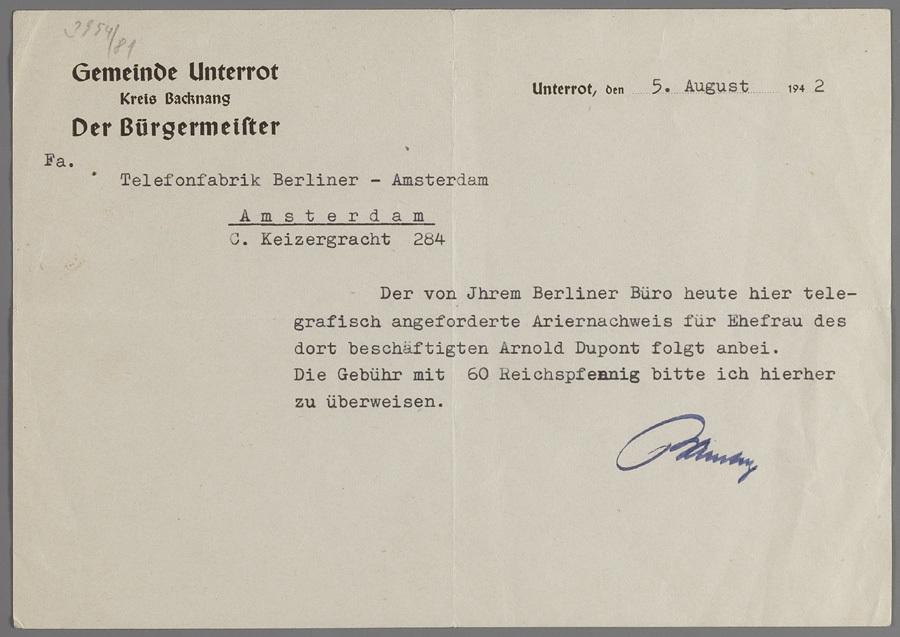 3954/81
Gemeinde Unterrot
Kreis Backnang
Der Bürgermeister
Unterrot, den 5. August 1942
Fa.
Telefonfabrik Berliner - Amsterdam
Amsterdam
C. Keizergracht 284
Der von Jhrem Berliner Büro heute hier tele-
grafisch angeforderte Ariernachweis für Ehefrau des
dort beschäftigten Arnold Dupont folgt anbei.
Die Gebühr mit 60 Reichspfennig bitte ich hierher
zu überweisen.